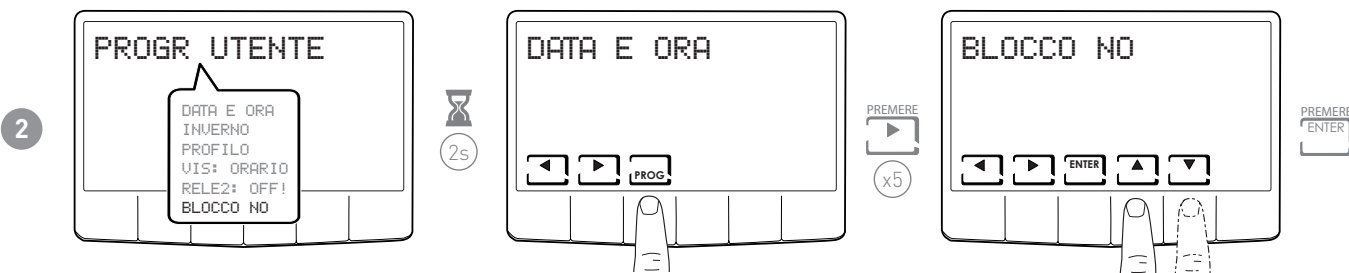 2
PROGR UTENTE
DATA E ORA
INVERNO
PROFILO
VIS: ORARIO
RELE2: OFF!
BLOCCO NO
2s
DATA E ORA
◄ ► PROG
PREMERE
►
x5
BLOCCO NO
◄ ► ENTER ▲ ▼
PREMERE
ENTER